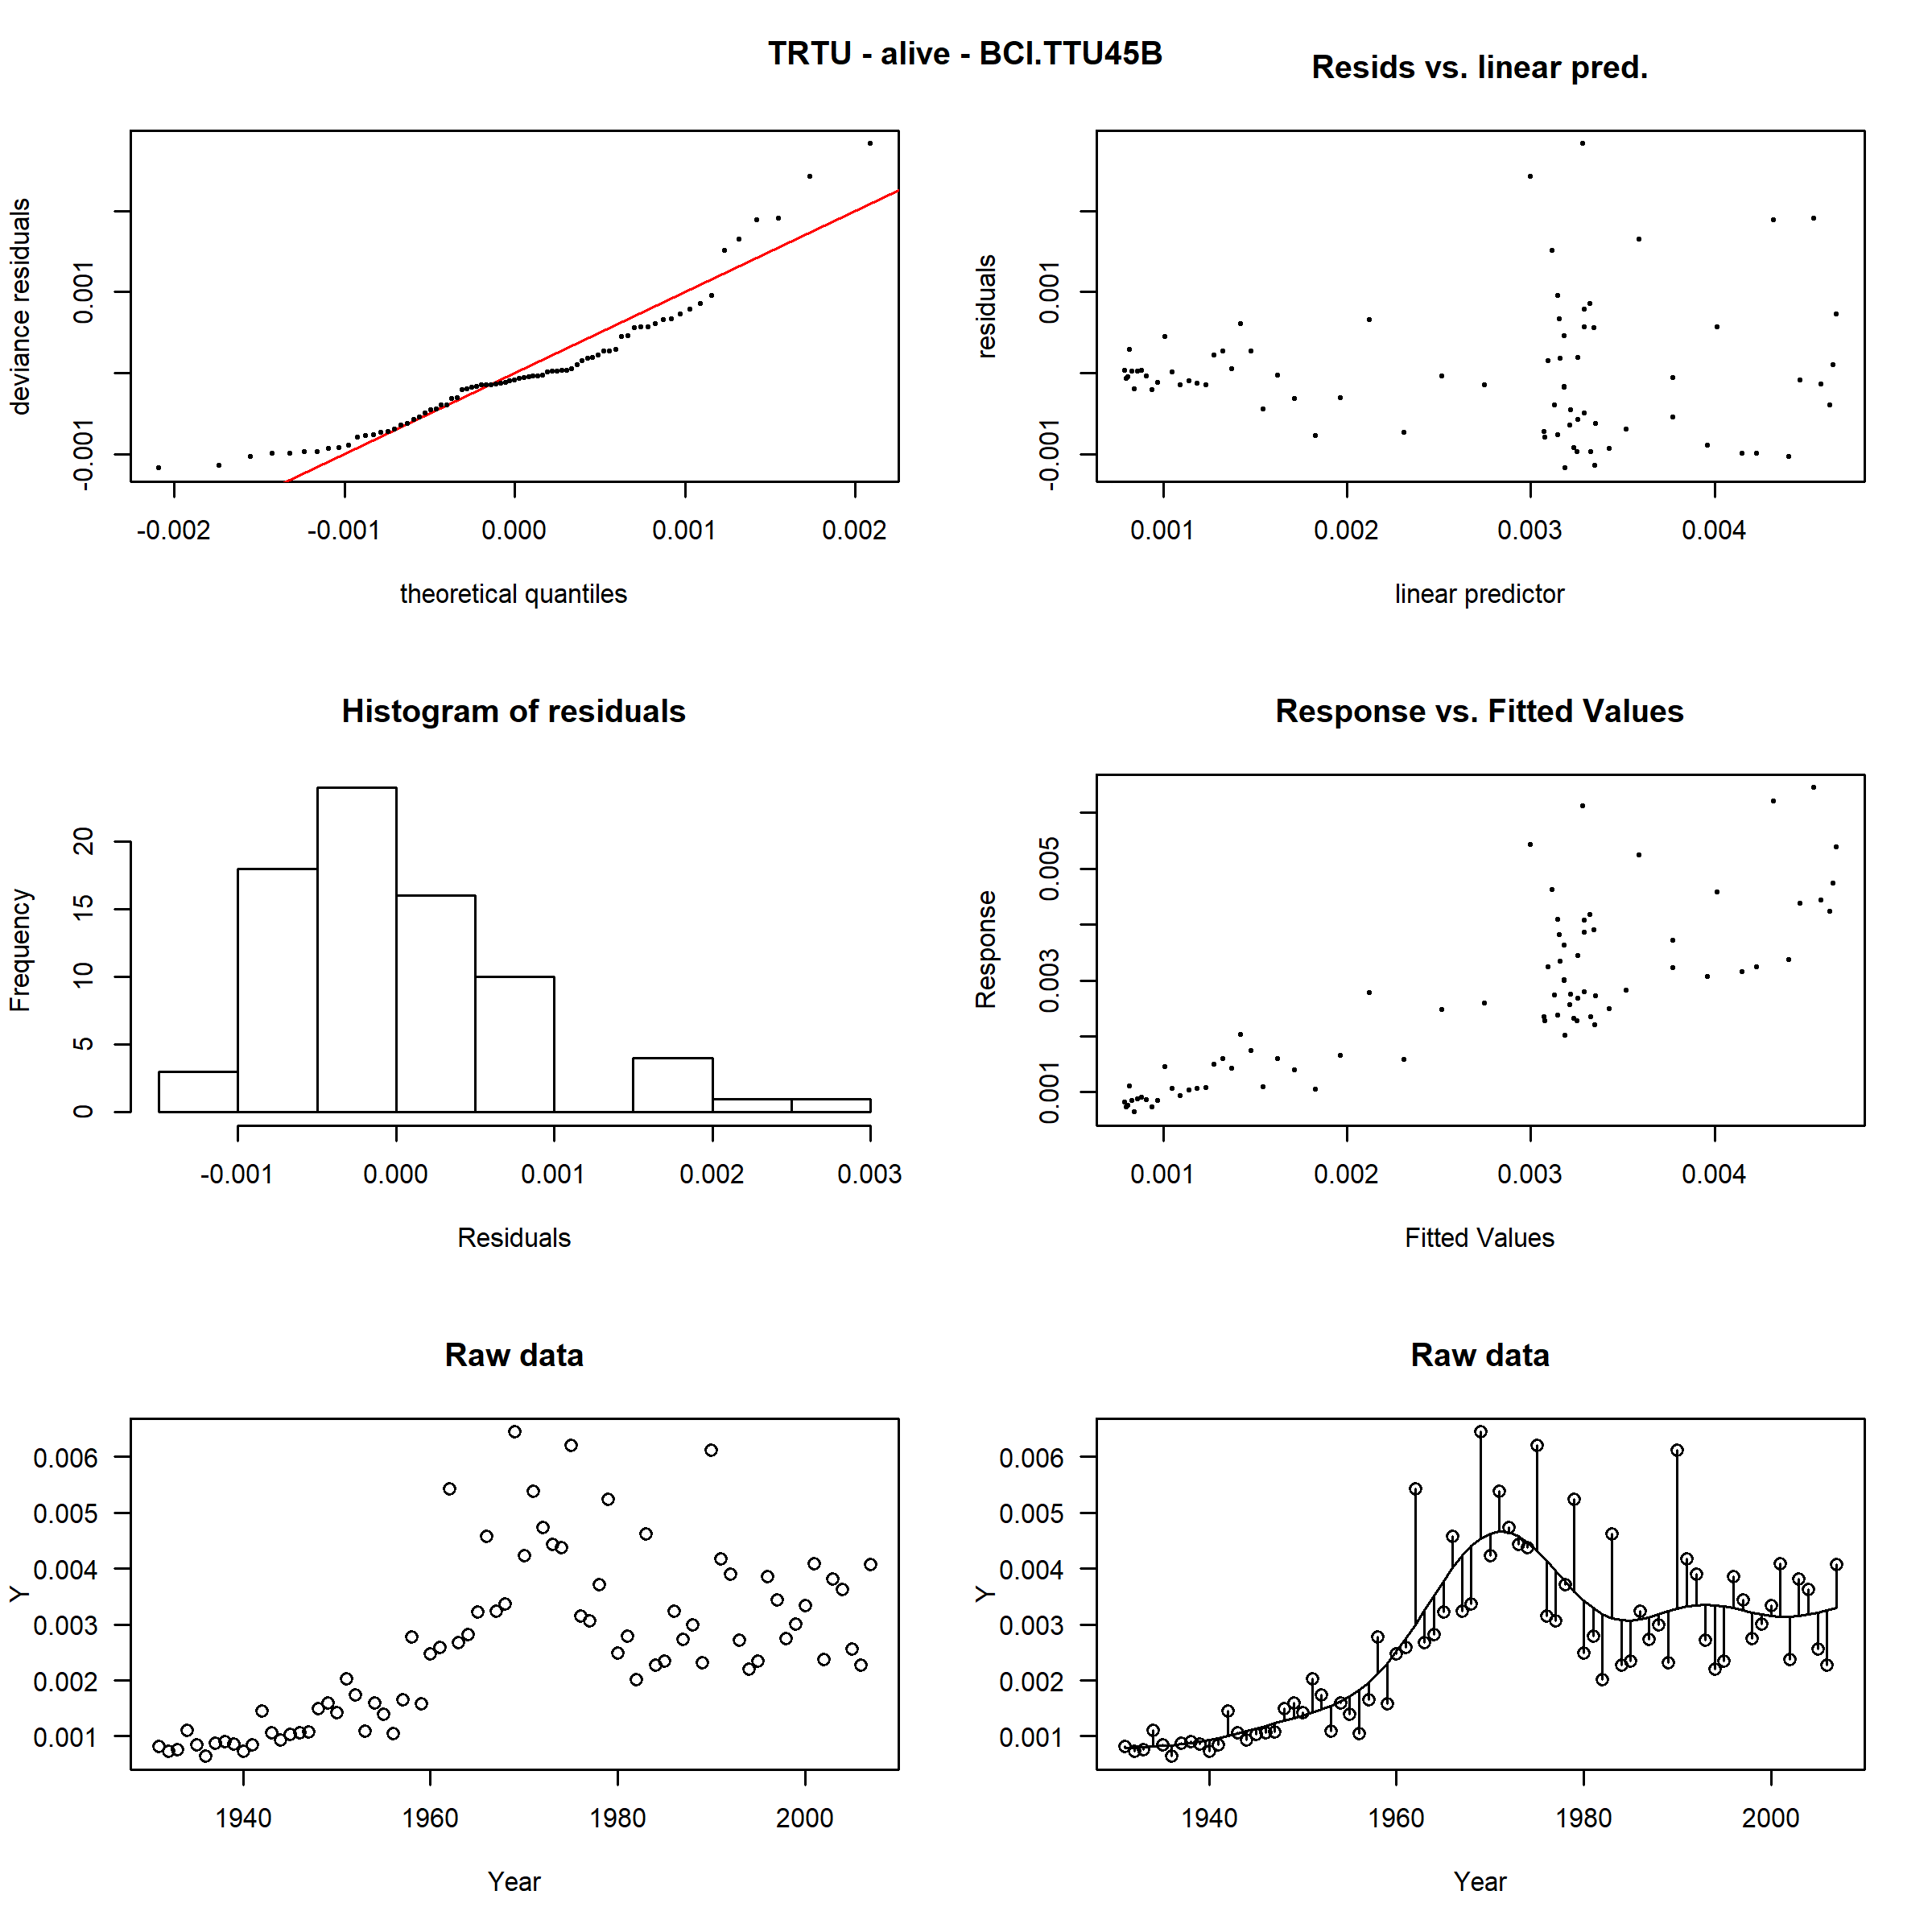 TRTU - alive - BCI.TTU45B
Resids vs. linear pred.
deviance residuals
0.001
-0.001
-0.002 -0.001 0.000 0.001 0.002
theoretical quantiles
residuals
0.001
-0.001
0.001 0.002 0.003 0.004
linear predictor
Histogram of residuals
Frequency
20
15
10
5
0
-0.001 0.000 0.001 0.002 0.003
Residuals
Response vs. Fitted Values
Response
0.005
0.003
0.001
0.001 0.002 0.003 0.004
Fitted Values
Raw data
Y
0.006
0.005
0.004
0.003
0.002
0.001
1940 1960 1980 2000
Year
Raw data
Y
0.006
0.005
0.004
0.003
0.002
0.001
1940 1960 1980 2000
Year